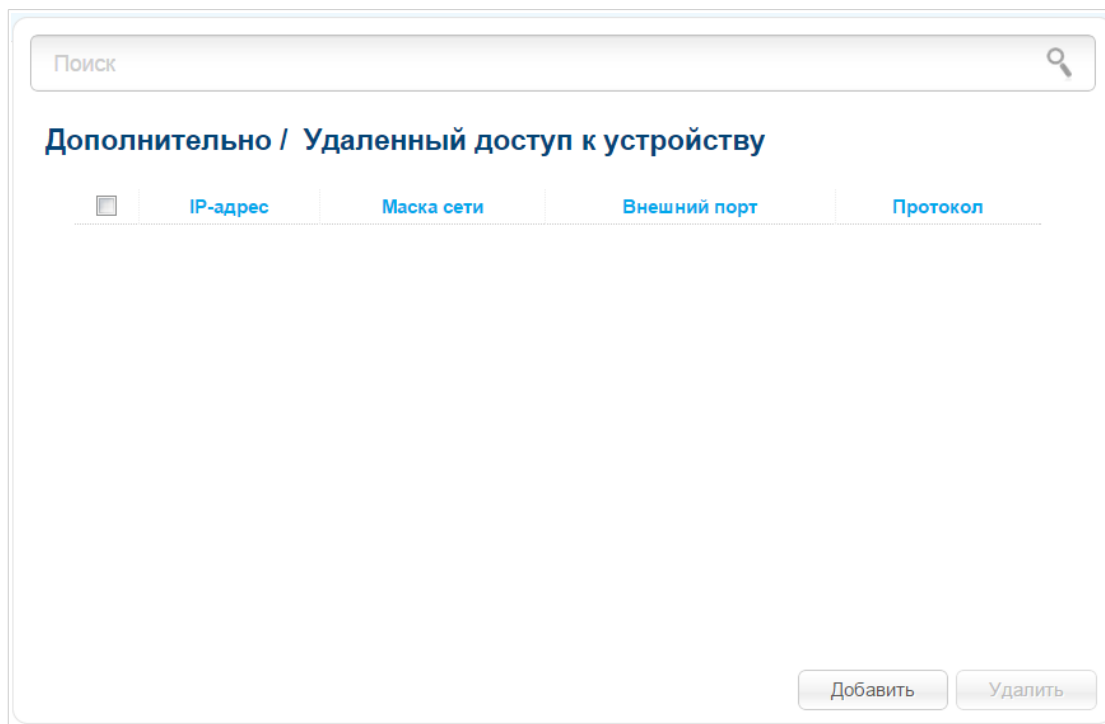 Поиск
Дополнительно / Удаленный доступ к устройству
IP-адрес Маска сети Внешний порт Протокол
Добавить Удалить